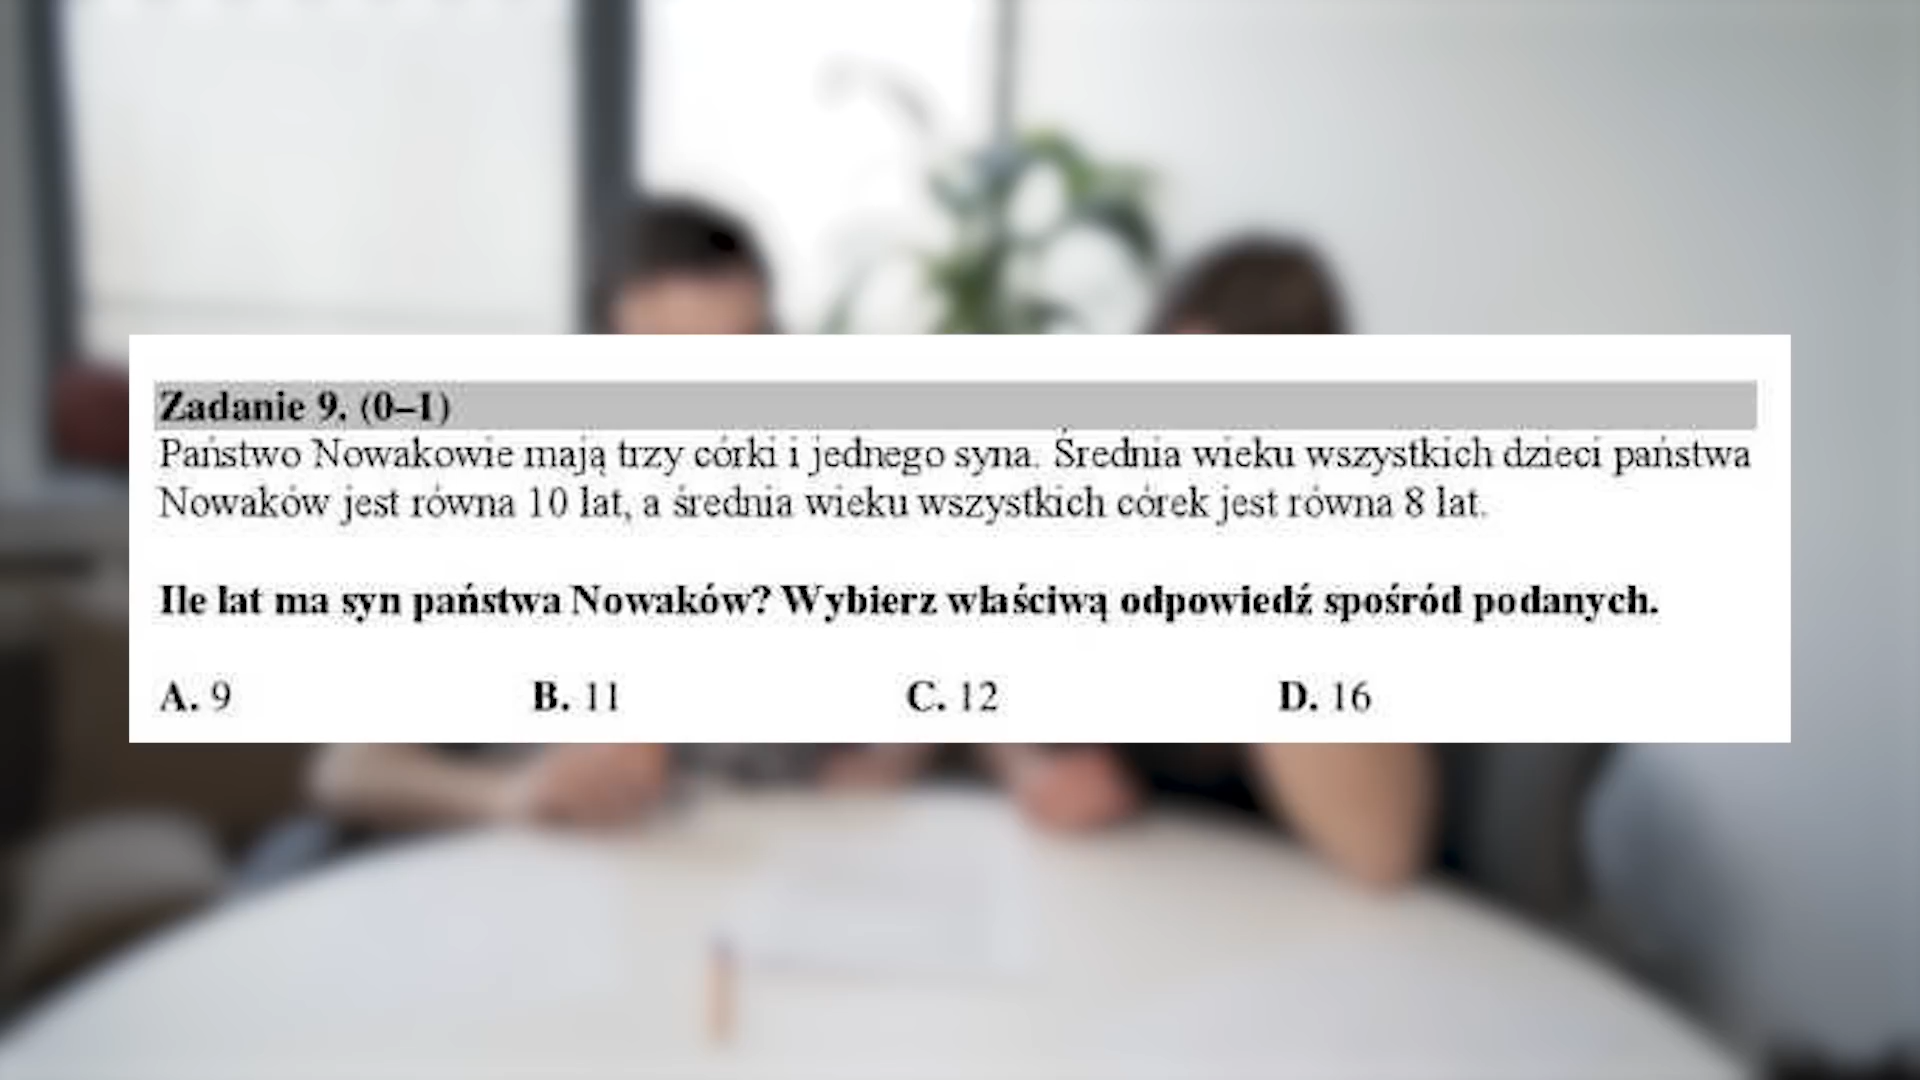 Zadanie 9. (0–1)
Państwo Nowakowie mają trzy córki i jednego syna. Średnia wieku wszystkich dzieci państwa
Nowaków jest równa 10 lat, a średnia wieku wszystkich córek jest równa 8 lat.
Ile lat ma syn państwa Nowaków? Wybierz właściwą odpowiedź spośród podanych.
A. 9 B. 11 C. 12 D. 16